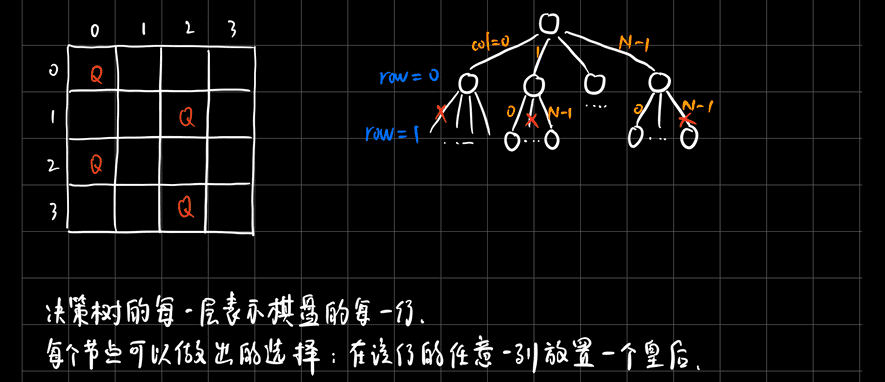 0 1 2 3
0 Q
1 Q
2 Q
3 Q
col=0 1 N-1
row=0
0 N-1 0 N-1
row=1
决策树的每一层表示棋盘的每一行.
每个节点可以做出的选择:在该行的任意一列放置一个皇后.